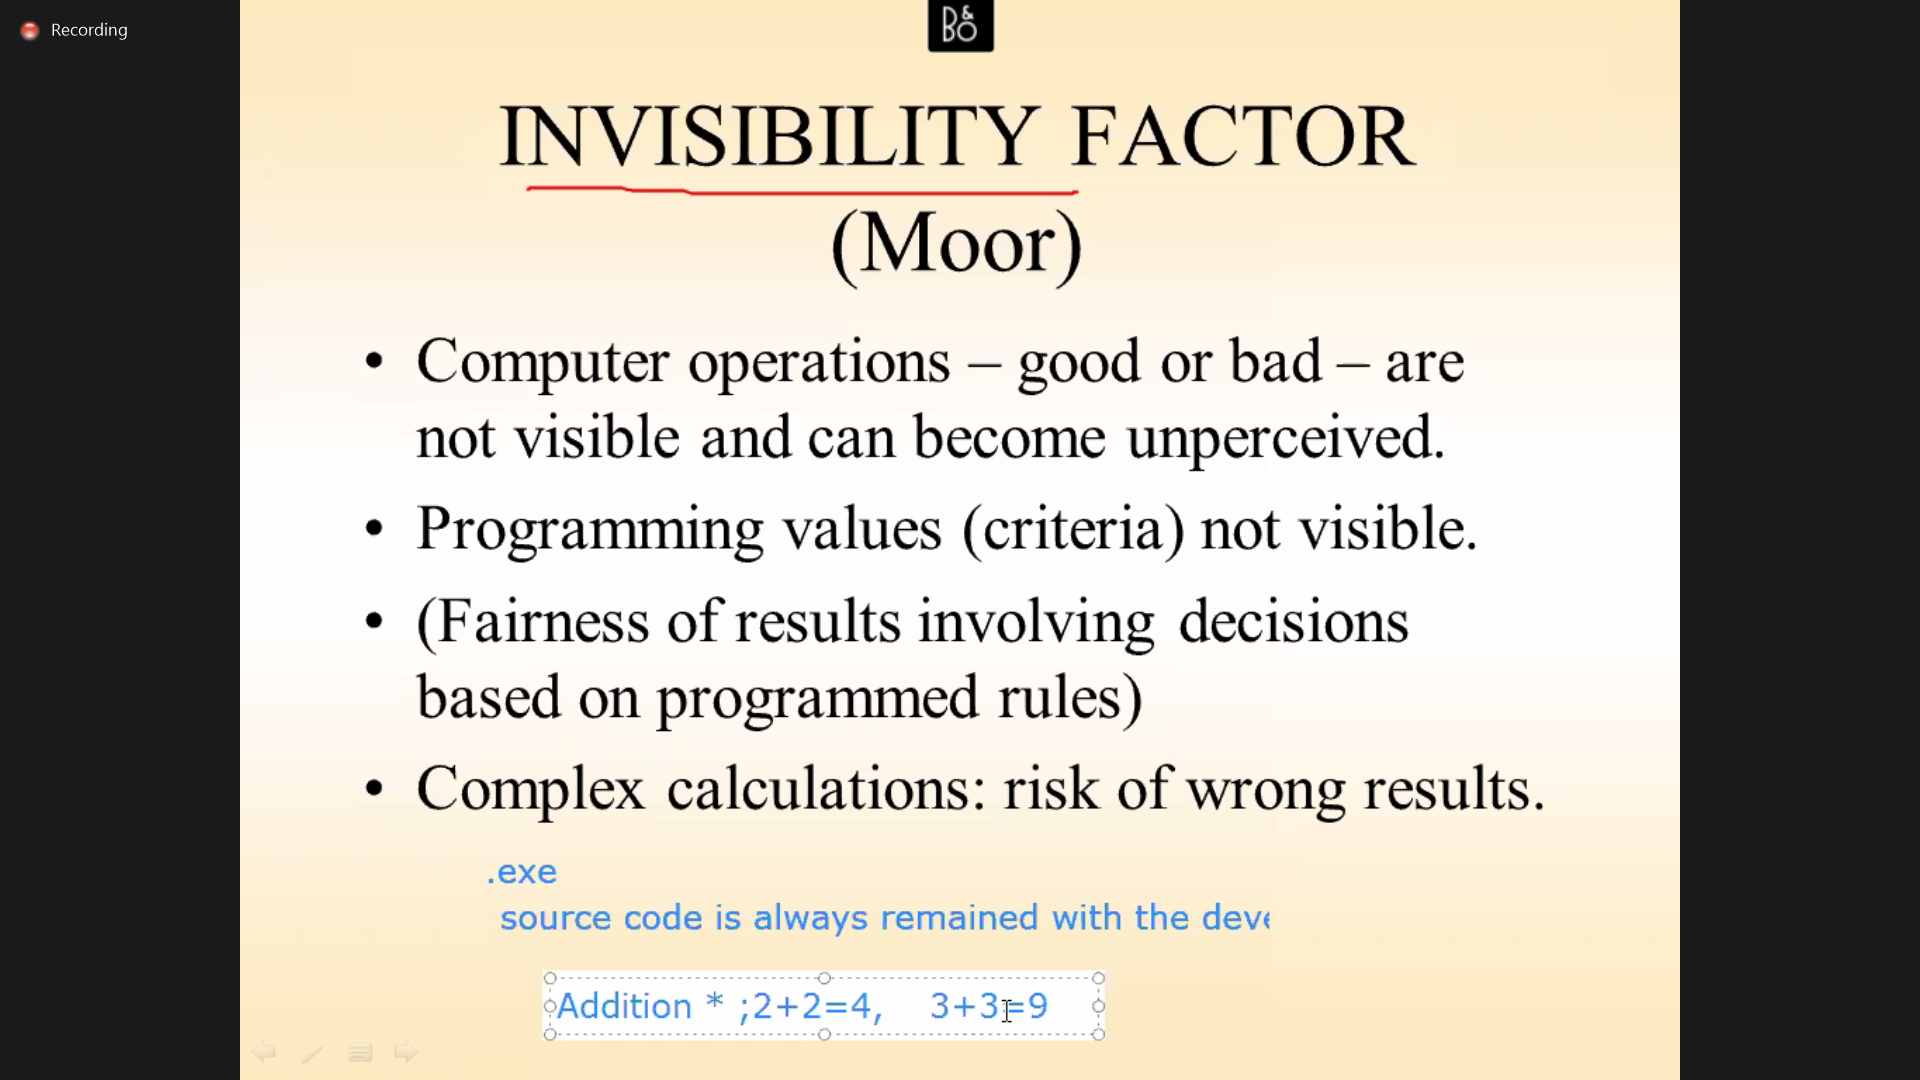 Recording
B&O
INVISIBILITY FACTOR
(Moor)
• Computer operations – good or bad – are
not visible and can become unperceived.
• Programming values (criteria) not visible.
• (Fairness of results involving decisions
based on programmed rules)
• Complex calculations: risk of wrong results.
.exe
source code is always remained with the deve
Addition * ;2+2=4, 3+3=9